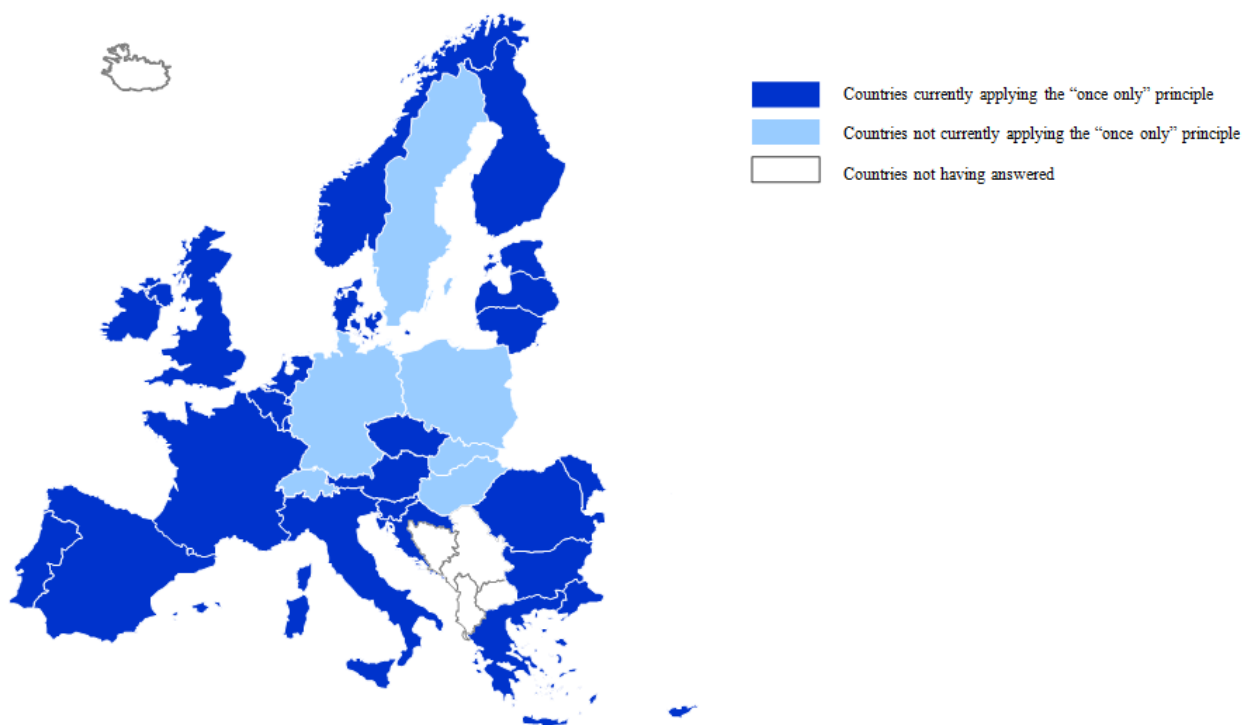 Countries currently applying the “once only” principle
Countries not currently applying the “once only” principle
Countries not having answered